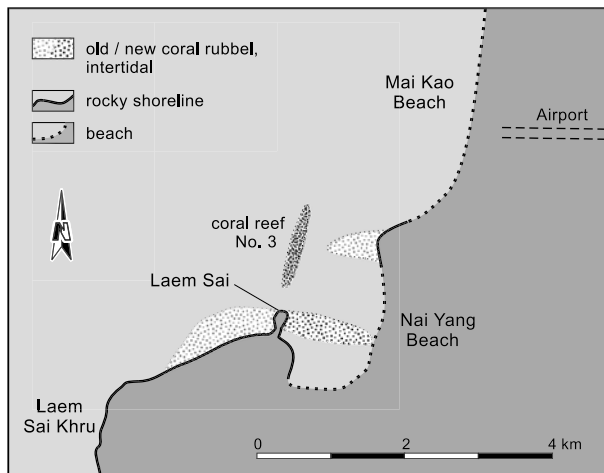 old / new coral rubbel,
intertidal
rocky shoreline
beach
Mai Kao
Beach
Airport
N
coral reef
No. 3
Laem Sai
Nai Yang
Beach
Laem
Sai Khru
0 2 4 km